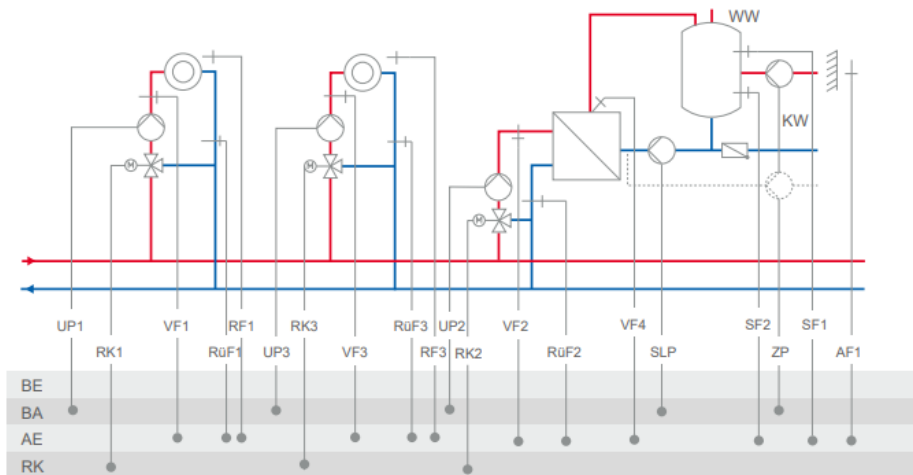 WW
KW
M
M
M
UP1 VF1 RF1 RK3 RüF3 UP2 VF2 VF4 SF2 SF1
RK1 RüF1 UP3 VF3 RF3 RK2 RüF2 SLP ZP AF1
BE
BA
AE
RK